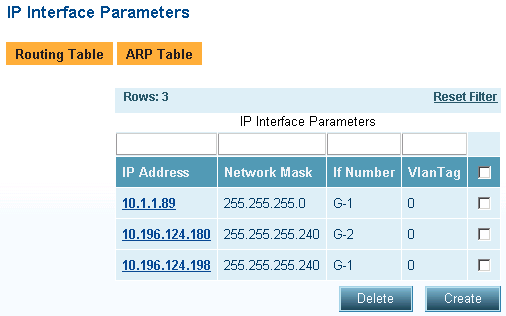 IP Interface Parameters
Routing Table ARP Table
Rows: 3 Reset Filter
IP Interface Parameters
IP Address Network Mask If Number VlanTag
10.1.1.89 255.255.255.0 G-1 0
10.196.124.180 255.255.255.240 G-2 0
10.196.124.198 255.255.255.240 G-1 0
Delete Create